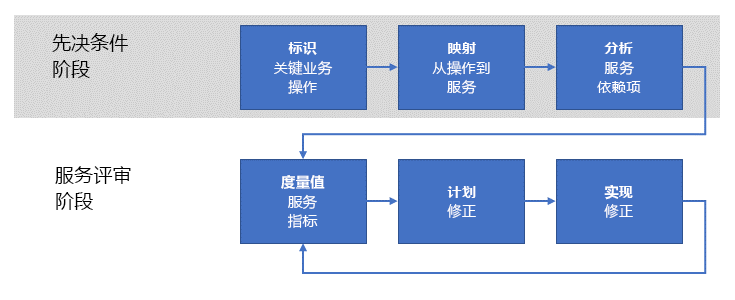 先决条件
阶段
标识
关键业务
操作
映射
从操作到
服务
分析
服务
依赖项
服务评审
阶段
度量值
服务
指标
计划
修正
实现
修正